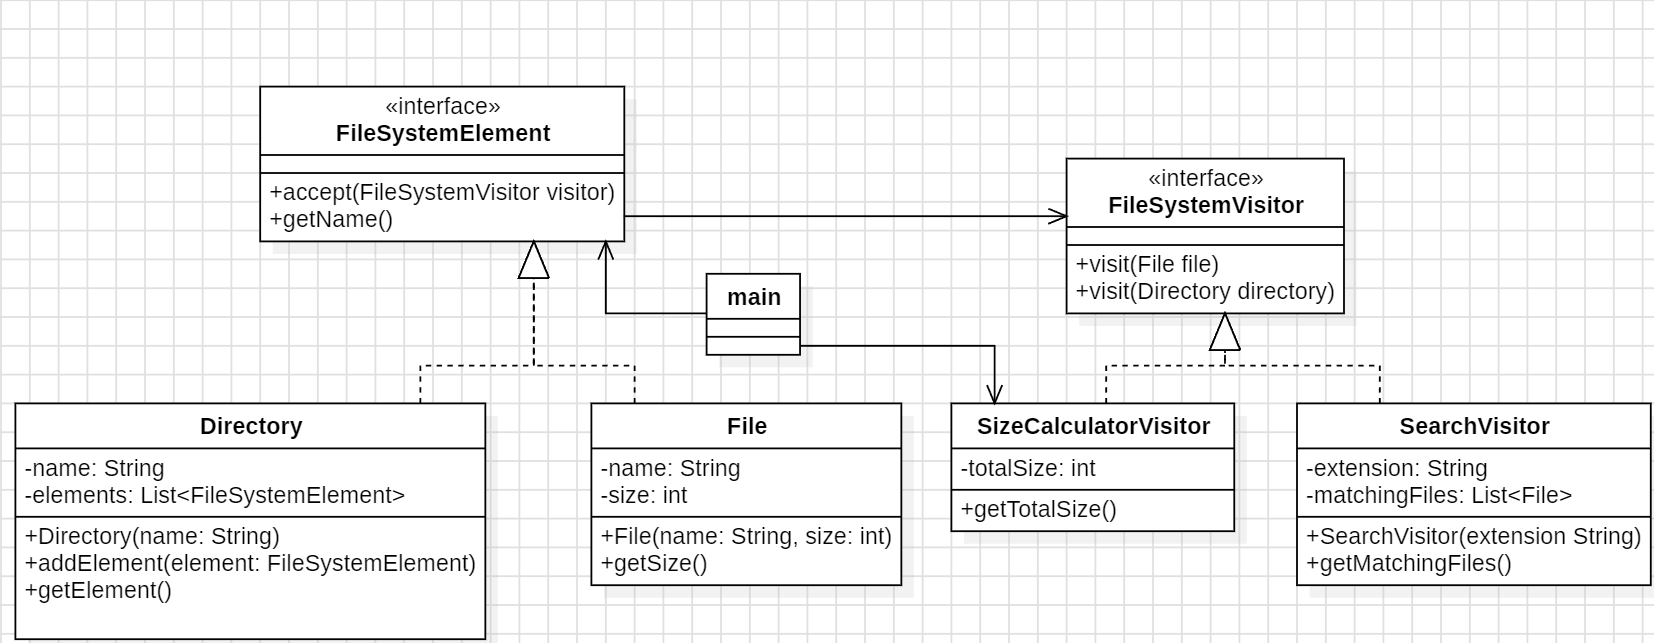 «interface»
FileSystemElement
+accept(FileSystemVisitor visitor)
+getName()
«interface»
FileSystemVisitor
+visit(File file)
+visit(Directory directory)
main
Directory
-name: String
-elements: List<FileSystemElement>
+Directory(name: String)
+addElement(element: FileSystemElement)
+getElement()
File
-name: String
-size: int
+File(name: String, size: int)
+getSize()
SizeCalculatorVisitor
-totalSize: int
+getTotalSize()
SearchVisitor
-extension: String
-matchingFiles: List<File>
+SearchVisitor(extension String)
+getMatchingFiles()